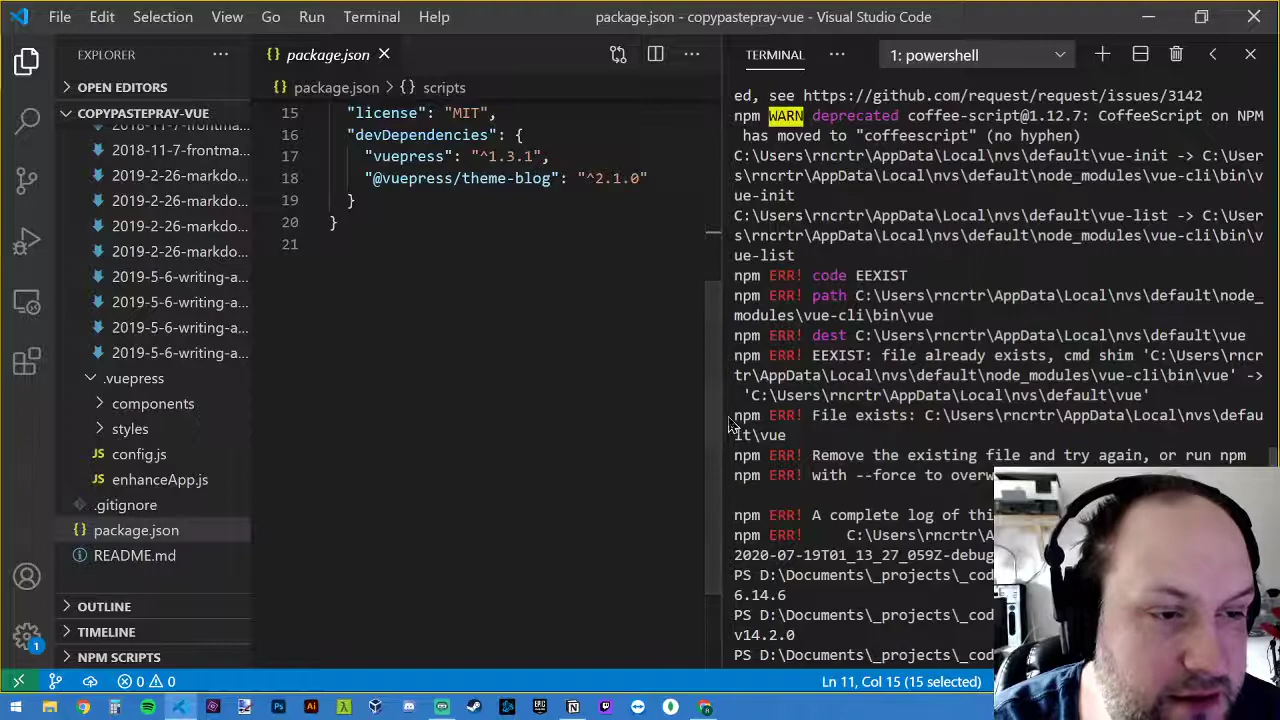 File Edit Selection View Go Run Terminal Help
package.json - copypastepray-vue - Visual Studio Code
EXPLORER
OPEN EDITORS
COPYPASTEPRAY-VUE
2018-11-7-frontma...
2018-11-7-frontma...
2019-2-26-markdo...
2019-2-26-markdo...
2019-2-26-markdo...
2019-2-26-markdo...
2019-5-6-writing-a...
2019-5-6-writing-a...
2019-5-6-writing-a...
2019-5-6-writing-a...
.vuepress
components
styles
config.js
enhanceApp.js
.gitignore
package.json
README.md
OUTLINE
TIMELINE
NPM SCRIPTS
package.json
package.json > {} scripts
15 "license": "MIT",
16 "devDependencies": {
17 "vuepress": "^1.3.1",
18 "@vuepress/theme-blog": "^2.1.0"
19 }
20 }
21
TERMINAL
1: powershell
ed, see https://github.com/request/request/issues/3142
npm WARN deprecated coffee-script@1.12.7: CoffeeScript on NPM
has moved to "coffeescript" (no hyphen)
C:\Users\rncrtr\AppData\Local\nvs\default\vue-init -> C:\User
s\rncrtr\AppData\Local\nvs\default\node_modules\vue-cli\bin\v
ue-init
C:\Users\rncrtr\AppData\Local\nvs\default\vue-list -> C:\User
s\rncrtr\AppData\Local\nvs\default\node_modules\vue-cli\bin\v
ue-list
npm ERR! code EEXIST
npm ERR! path C:\Users\rncrtr\AppData\Local\nvs\default\node_
modules\vue-cli\bin\vue
npm ERR! dest C:\Users\rncrtr\AppData\Local\nvs\default\vue
npm ERR! EEXIST: file already exists, cmd shim 'C:\Users\rncr
tr\AppData\Local\nvs\default\node_modules\vue-cli\bin\vue' ->
'C:\Users\rncrtr\AppData\Local\nvs\default\vue'
npm ERR! File exists: C:\Users\rncrtr\AppData\Local\nvs\defau
lt\vue
npm ERR! Remove the existing file and try again, or run npm
npm ERR! with --force to overw
npm ERR! A complete log of thi
npm ERR! C:\Users\rncrtr\A
2020-07-19T01_13_27_059Z-debug
PS D:\Documents\_projects\_cod
6.14.6
PS D:\Documents\_projects\_cod
v14.2.0
PS D:\Documents\_projects\_cod
1
0 0
Ln 11, Col 15 (15 selected)